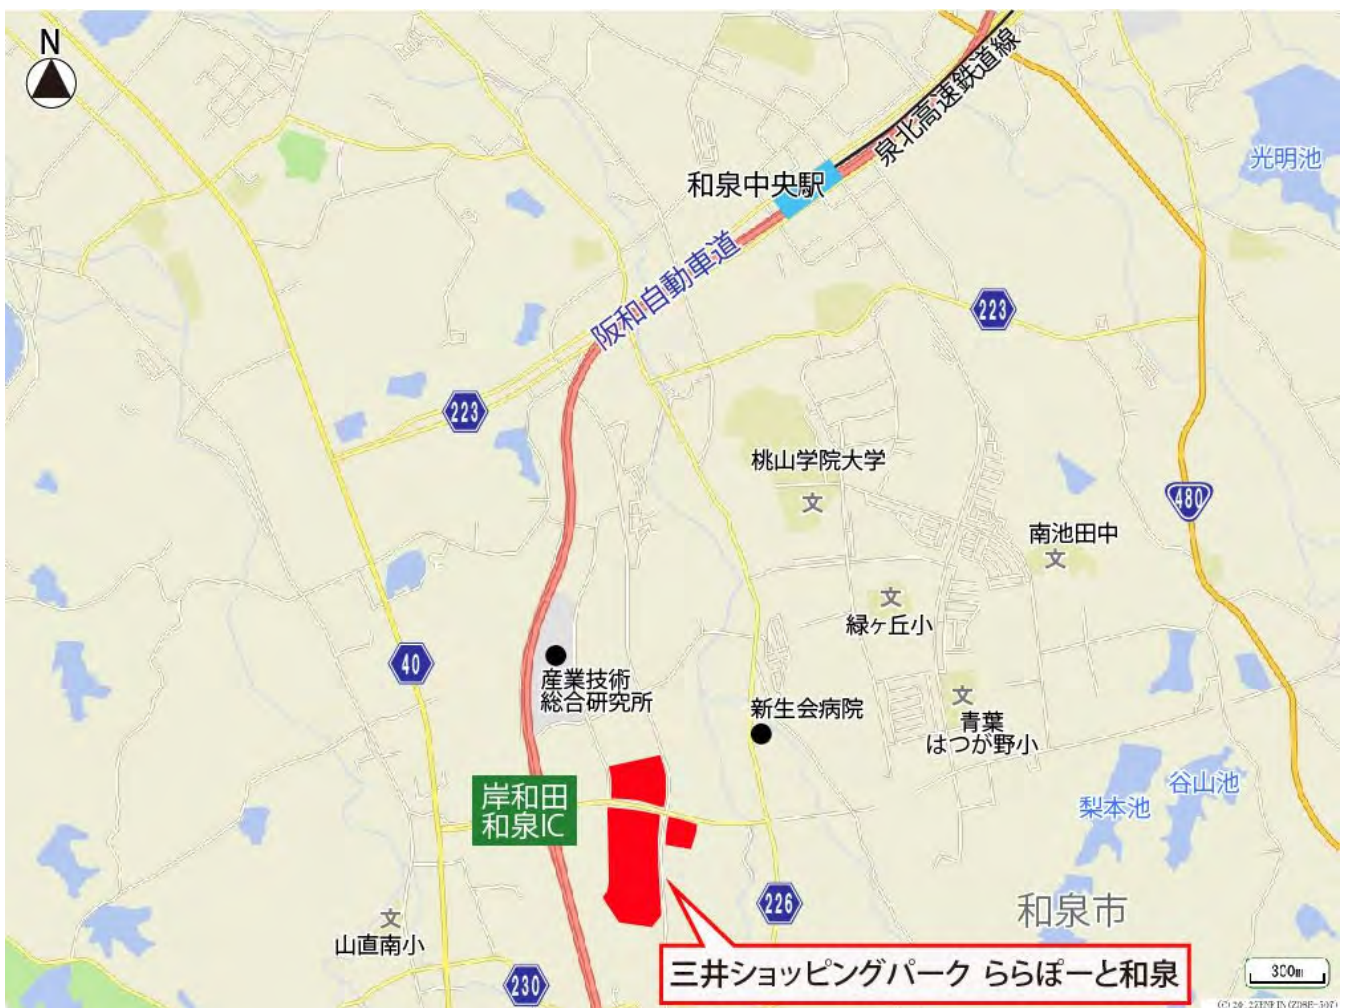 N
泉北高速鉄道線
光明池
和泉中央駅
阪和自動車道
223
223
桃山学院大学
文
480
南池田中
文
文
緑ヶ丘小
40
産業技術
総合研究所
文
新生会病院
青葉
はつが野小
岸和田
和泉IC
谷山池
梨本池
226
和泉市
文
山直南小
三井ショッピングパーク ららぽーと和泉
230
300m